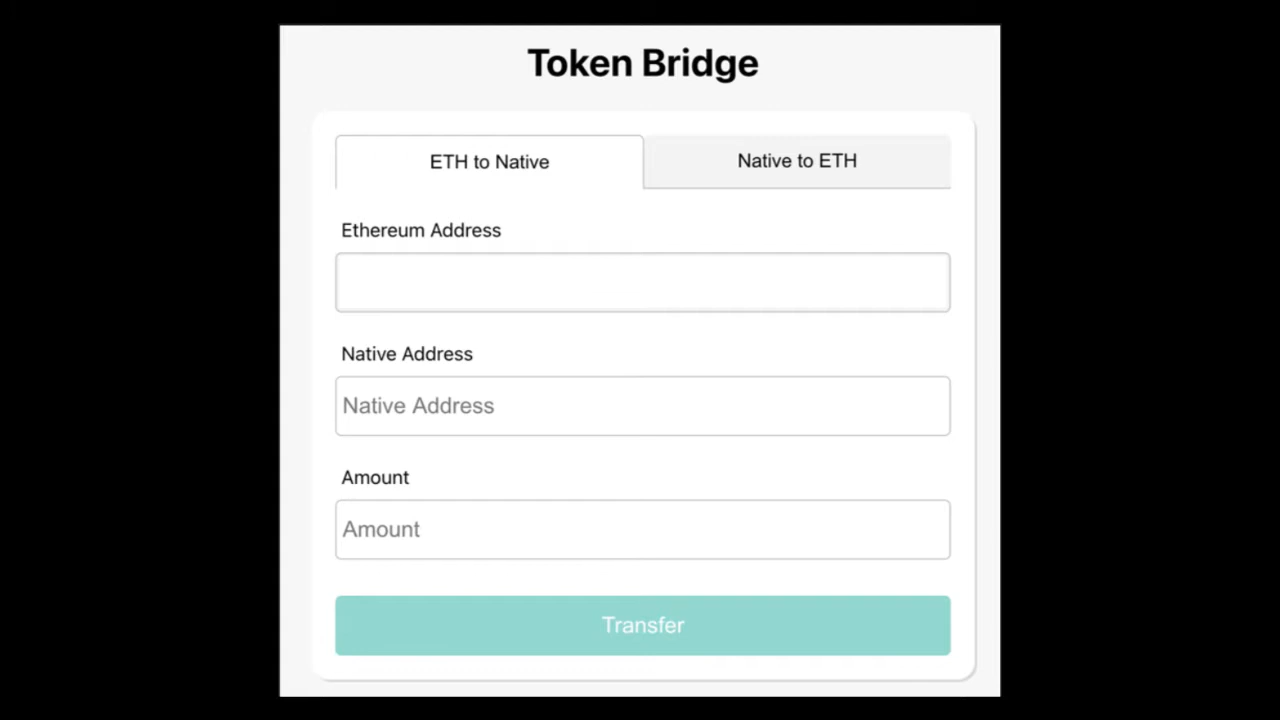 Token Bridge
ETH to Native
Native to ETH
Ethereum Address
Native Address
Native Address
Amount
Amount
Transfer